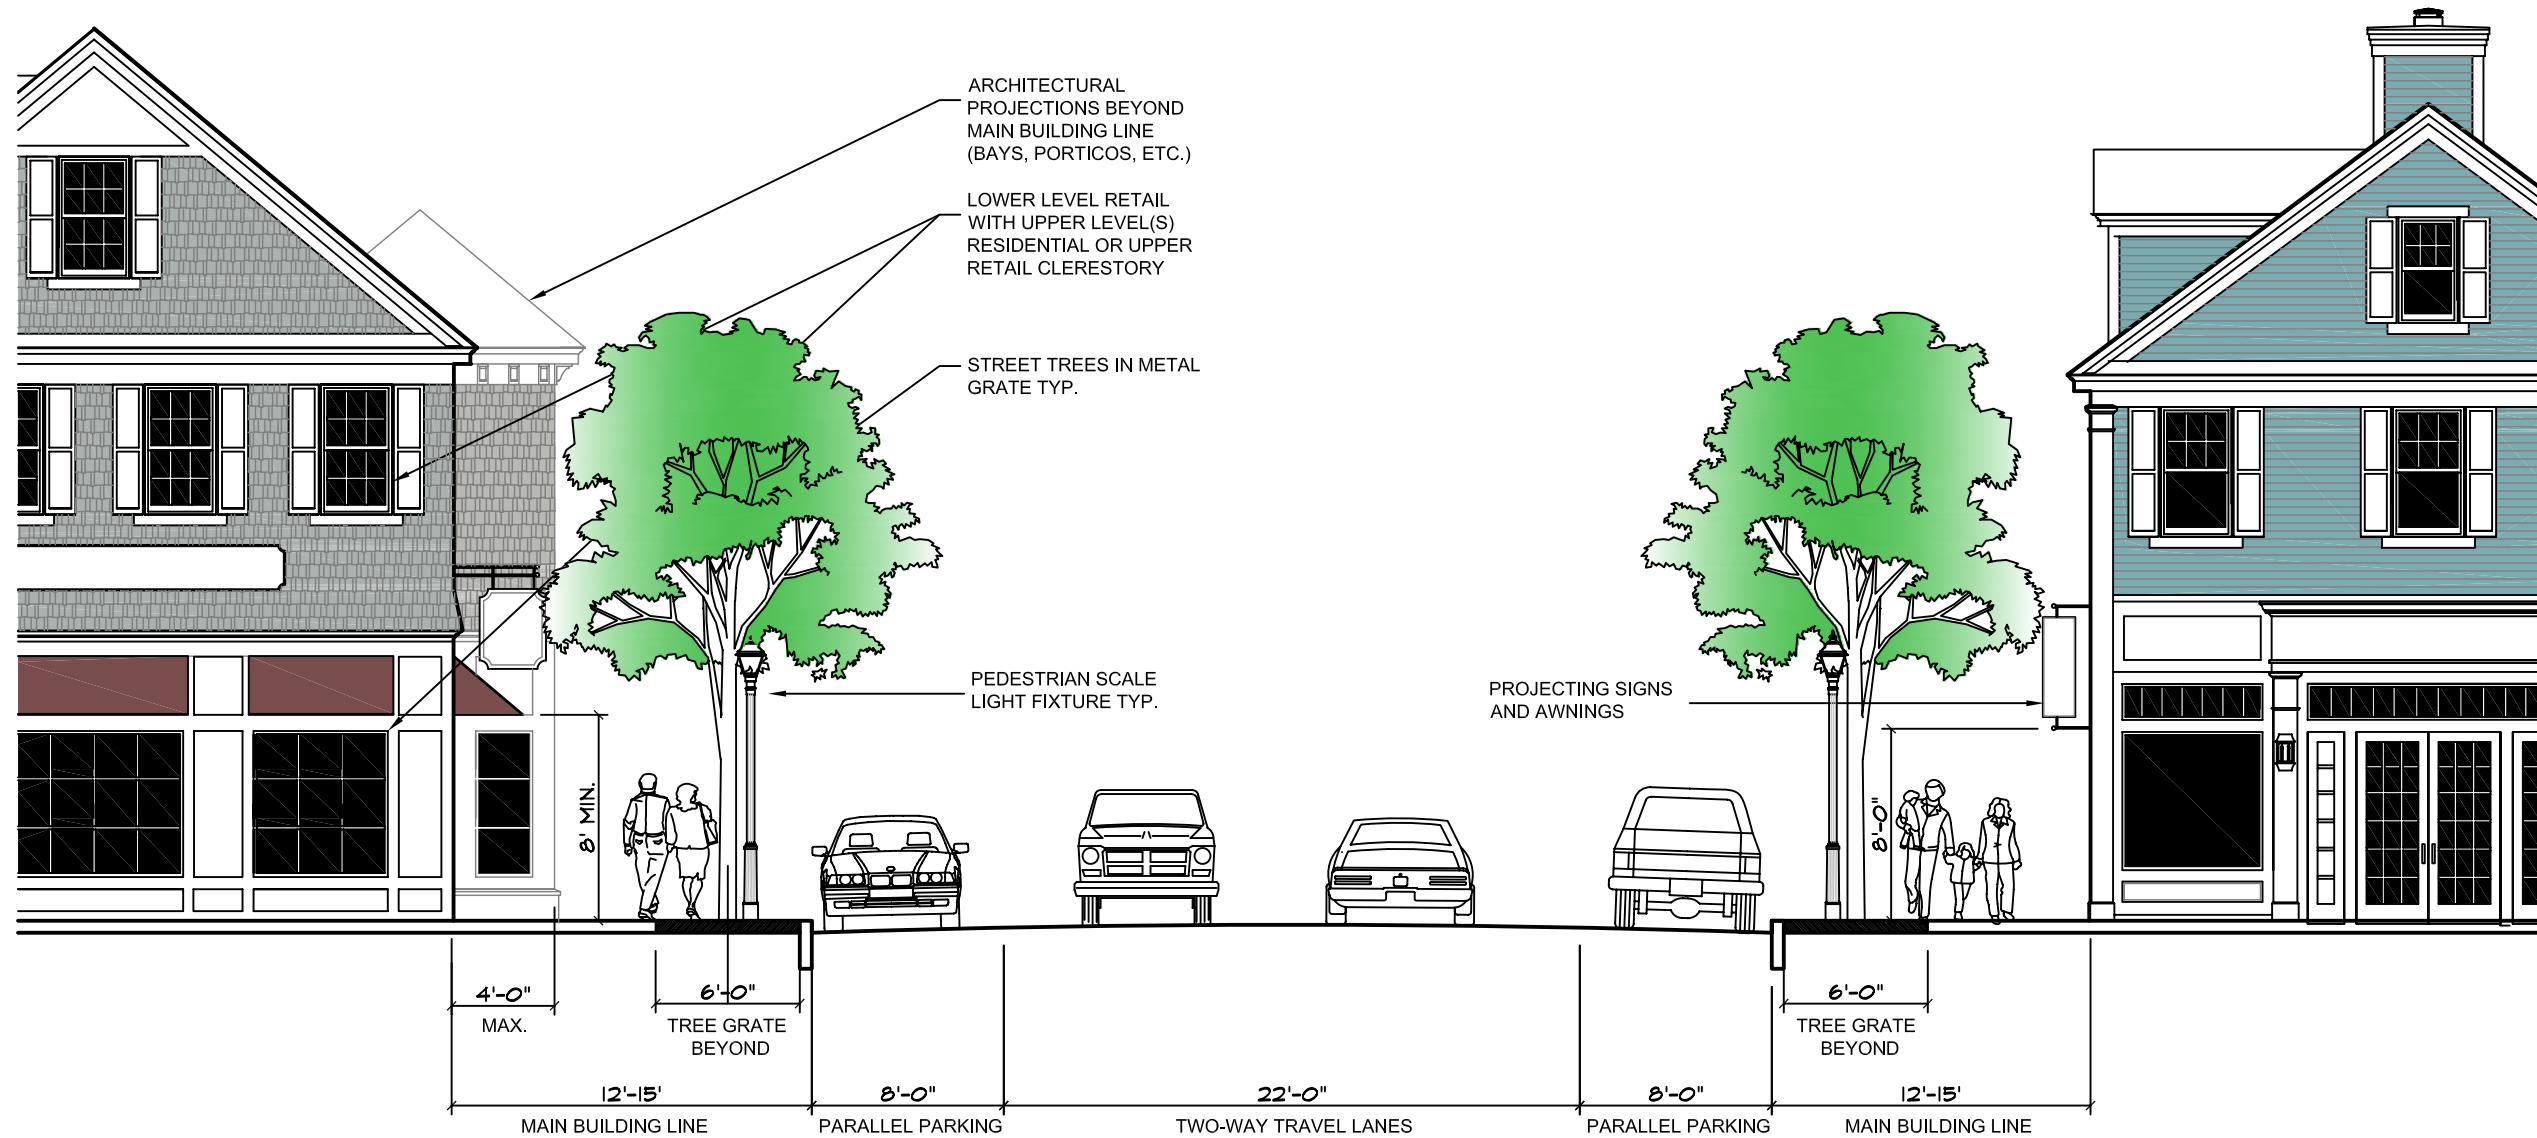 ARCHITECTURAL
PROJECTIONS BEYOND
MAIN BUILDING LINE
(BAYS, PORTICOS, ETC.)
LOWER LEVEL RETAIL
WITH UPPER LEVEL(S)
RESIDENTIAL OR UPPER
RETAIL CLERESTORY
STREET TREES IN METAL
GRATE TYP.
PEDESTRIAN SCALE
LIGHT FIXTURE TYP.
PROJECTING SIGNS
AND AWNINGS
8' MIN.
8'-0"
4'-0"
MAX.
6'-0"
TREE GRATE
BEYOND
6'-0"
TREE GRATE
BEYOND
12'-15'
MAIN BUILDING LINE
8'-0"
PARALLEL PARKING
22'-0"
TWO-WAY TRAVEL LANES
8'-0"
PARALLEL PARKING
12'-15'
MAIN BUILDING LINE